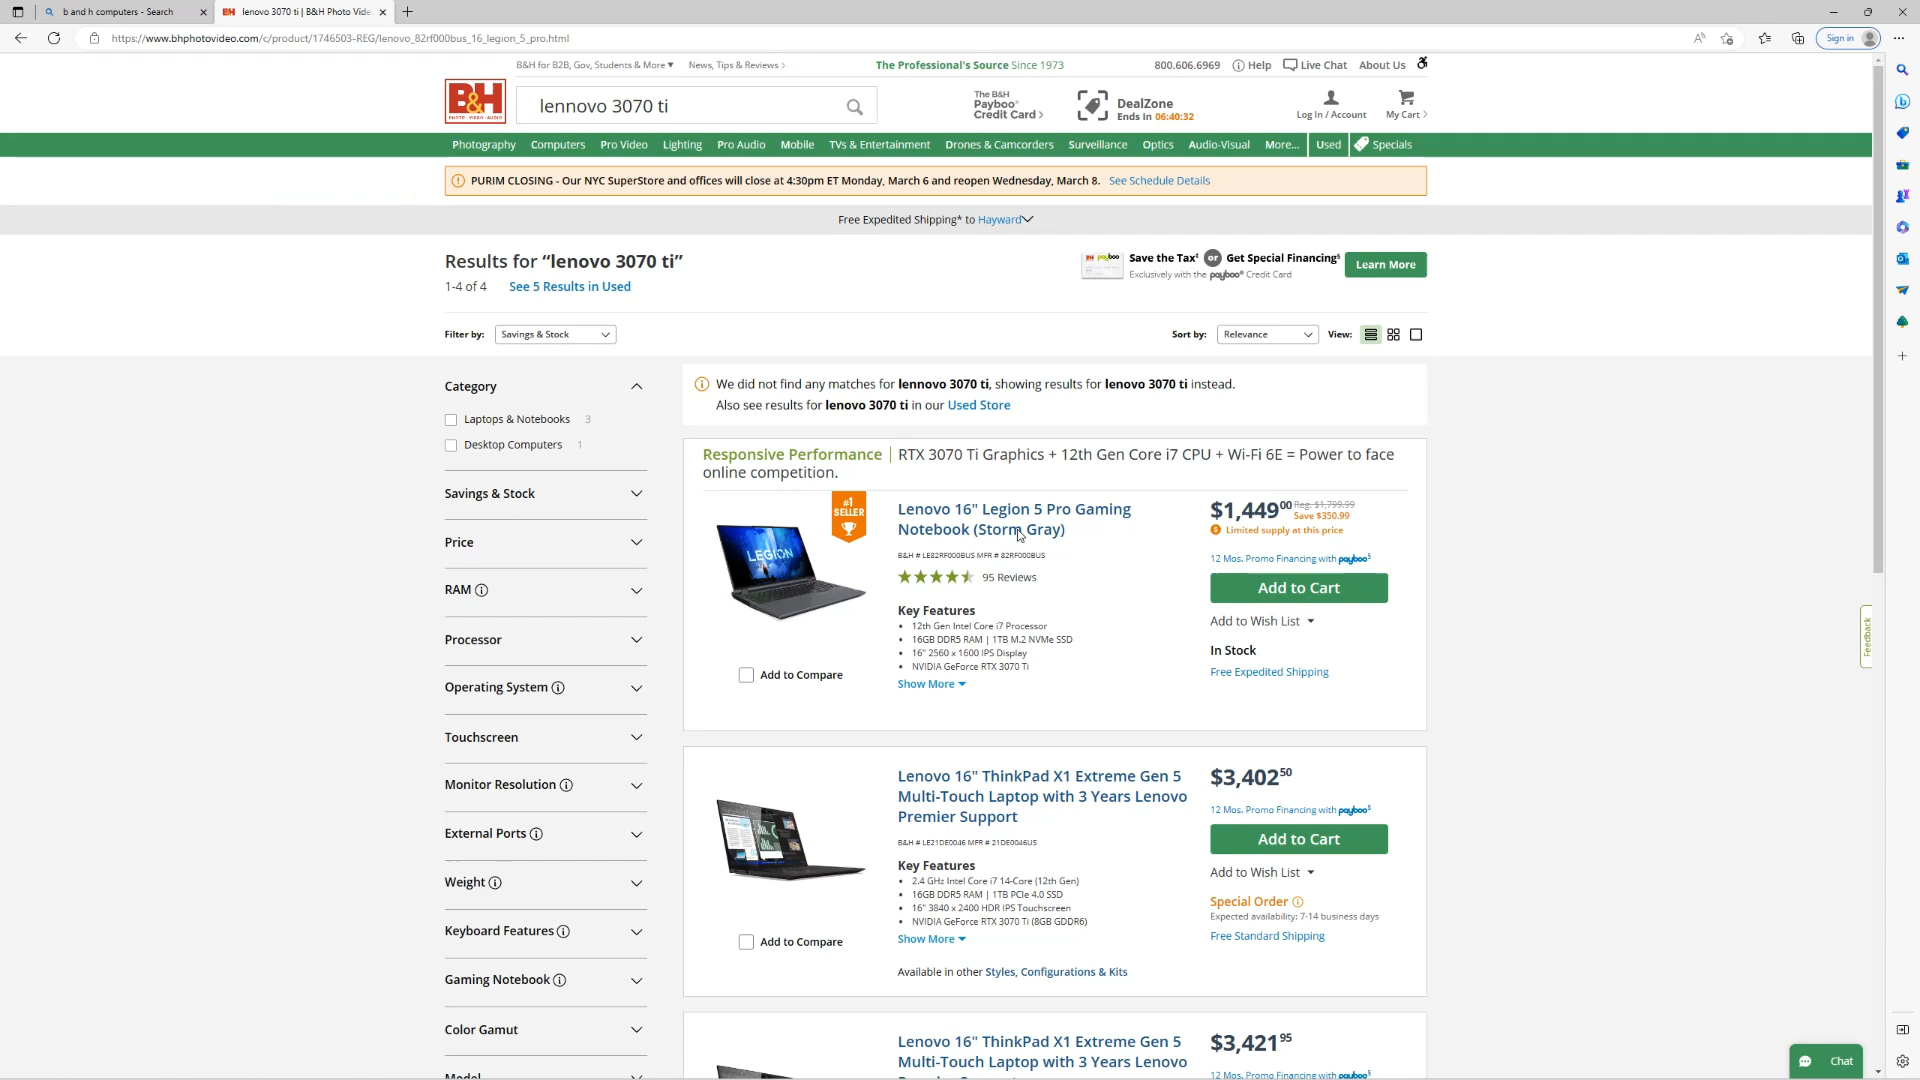 b and h computers - Search
lenovo 3070 ti | B&H Photo Vide
https://www.bhphotovideo.com/c/product/1746503-REG/lenovo_82rf000bus_16_legion_5_pro.html
Sign in
B&H for B2B, Gov, Students & More
News, Tips & Reviews
The Professional's Source Since 1973
800.606.6969
Help
Live Chat
About Us
B&H
PHOTO · VIDEO · AUDIO
lennovo 3070 ti
The B&H
Payboo®
Credit Card
DealZone
Ends in 06:40:32
Log In / Account
My Cart
Photography
Computers
Pro Video
Lighting
Pro Audio
Mobile
TVs & Entertainment
Drones & Camcorders
Surveillance
Optics
Audio-Visual
More...
Used
Specials
PURIM CLOSING - Our NYC SuperStore and offices will close at 4:30pm ET Monday, March 6 and reopen Wednesday, March 8. See Schedule Details
Free Expedited Shipping* to Hayward
Results for “lenovo 3070 ti”
1-4 of 4
See 5 Results in Used
B&H payboo
Save the Tax‡ or Get Special Financing§
Exclusively with the payboo® Credit Card
Learn More
Filter by:
Savings & Stock
Sort by:
Relevance
View:
Category
Laptops & Notebooks 3
Desktop Computers 1
Savings & Stock
Price
RAM
Processor
Operating System
Touchscreen
Monitor Resolution
External Ports
Weight
Keyboard Features
Gaming Notebook
Color Gamut
Model
We did not find any matches for lennovo 3070 ti, showing results for lenovo 3070 ti instead.
Also see results for lenovo 3070 ti in our Used Store
Responsive Performance | RTX 3070 Ti Graphics + 12th Gen Core i7 CPU + Wi-Fi 6E = Power to face
online competition.
#1
SELLER
LEGION
Lenovo 16" Legion 5 Pro Gaming
Notebook (Storm Gray)
B&H # LE82RF000BUS MFR # 82RF000BUS
95 Reviews
Key Features
12th Gen Intel Core i7 Processor
16GB DDR5 RAM | 1TB M.2 NVMe SSD
16" 2560 x 1600 IPS Display
NVIDIA GeForce RTX 3070 Ti
Show More
Add to Compare
$1,449.00 Reg. $1,799.99
Save $350.99
Limited supply at this price
12 Mos. Promo Financing with payboo§
Add to Cart
Add to Wish List
In Stock
Free Expedited Shipping
Lenovo 16" ThinkPad X1 Extreme Gen 5
Multi-Touch Laptop with 3 Years Lenovo
Premier Support
B&H # LE21DE0046 MFR # 21DE0046US
Key Features
2.4 GHz Intel Core i7 14-Core (12th Gen)
16GB DDR5 RAM | 1TB PCIe 4.0 SSD
16" 3840 x 2400 HDR IPS Touchscreen
NVIDIA GeForce RTX 3070 Ti (8GB GDDR6)
Show More
Add to Compare
Available in other Styles, Configurations & Kits
$3,402.50
12 Mos. Promo Financing with payboo§
Add to Cart
Add to Wish List
Special Order
Expected availability: 7-14 business days
Free Standard Shipping
Lenovo 16" ThinkPad X1 Extreme Gen 5
Multi-Touch Laptop with 3 Years Lenovo
$3,421.95
12 Mos. Promo Financing with payboo§
Feedback
Chat